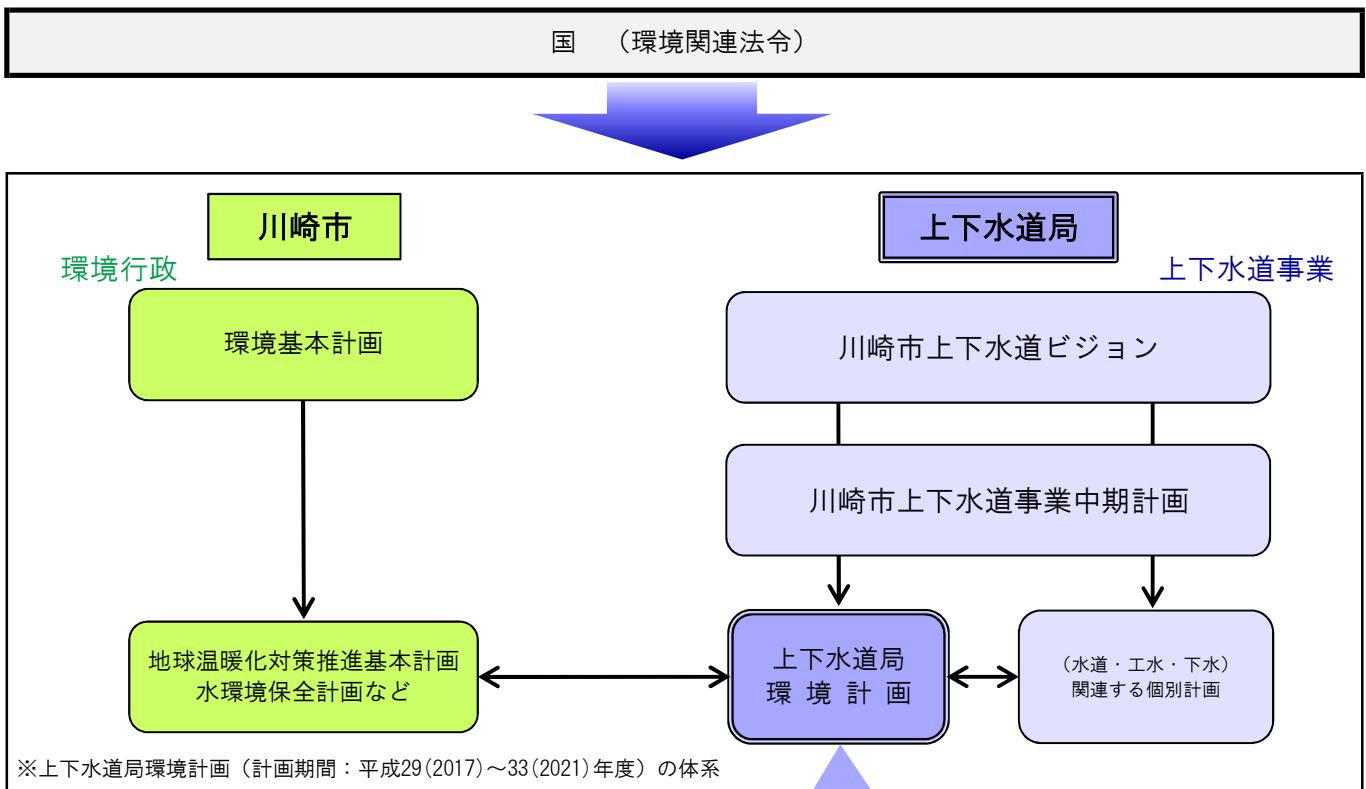 国 （環境関連法令）
川崎市
上下水道局
環境行政
上下水道事業
環境基本計画
川崎市上下水道ビジョン
川崎市上下水道事業中期計画
地球温暖化対策推進基本計画
水環境保全計画など
上下水道局
環 境 計 画
（水道・工水・下水）
関連する個別計画
※上下水道局環境計画（計画期間：平成29(2017)～33(2021)年度）の体系